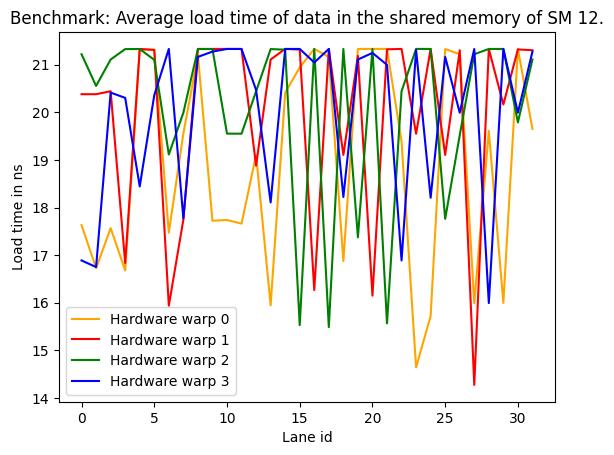 Benchmark: Average load time of data in the shared memory of SM 12.
Load time in ns
21
20
19
18
17
16
15
14
Hardware warp 0
Hardware warp 1
Hardware warp 2
Hardware warp 3
0 5 10 15 20 25 30
Lane id